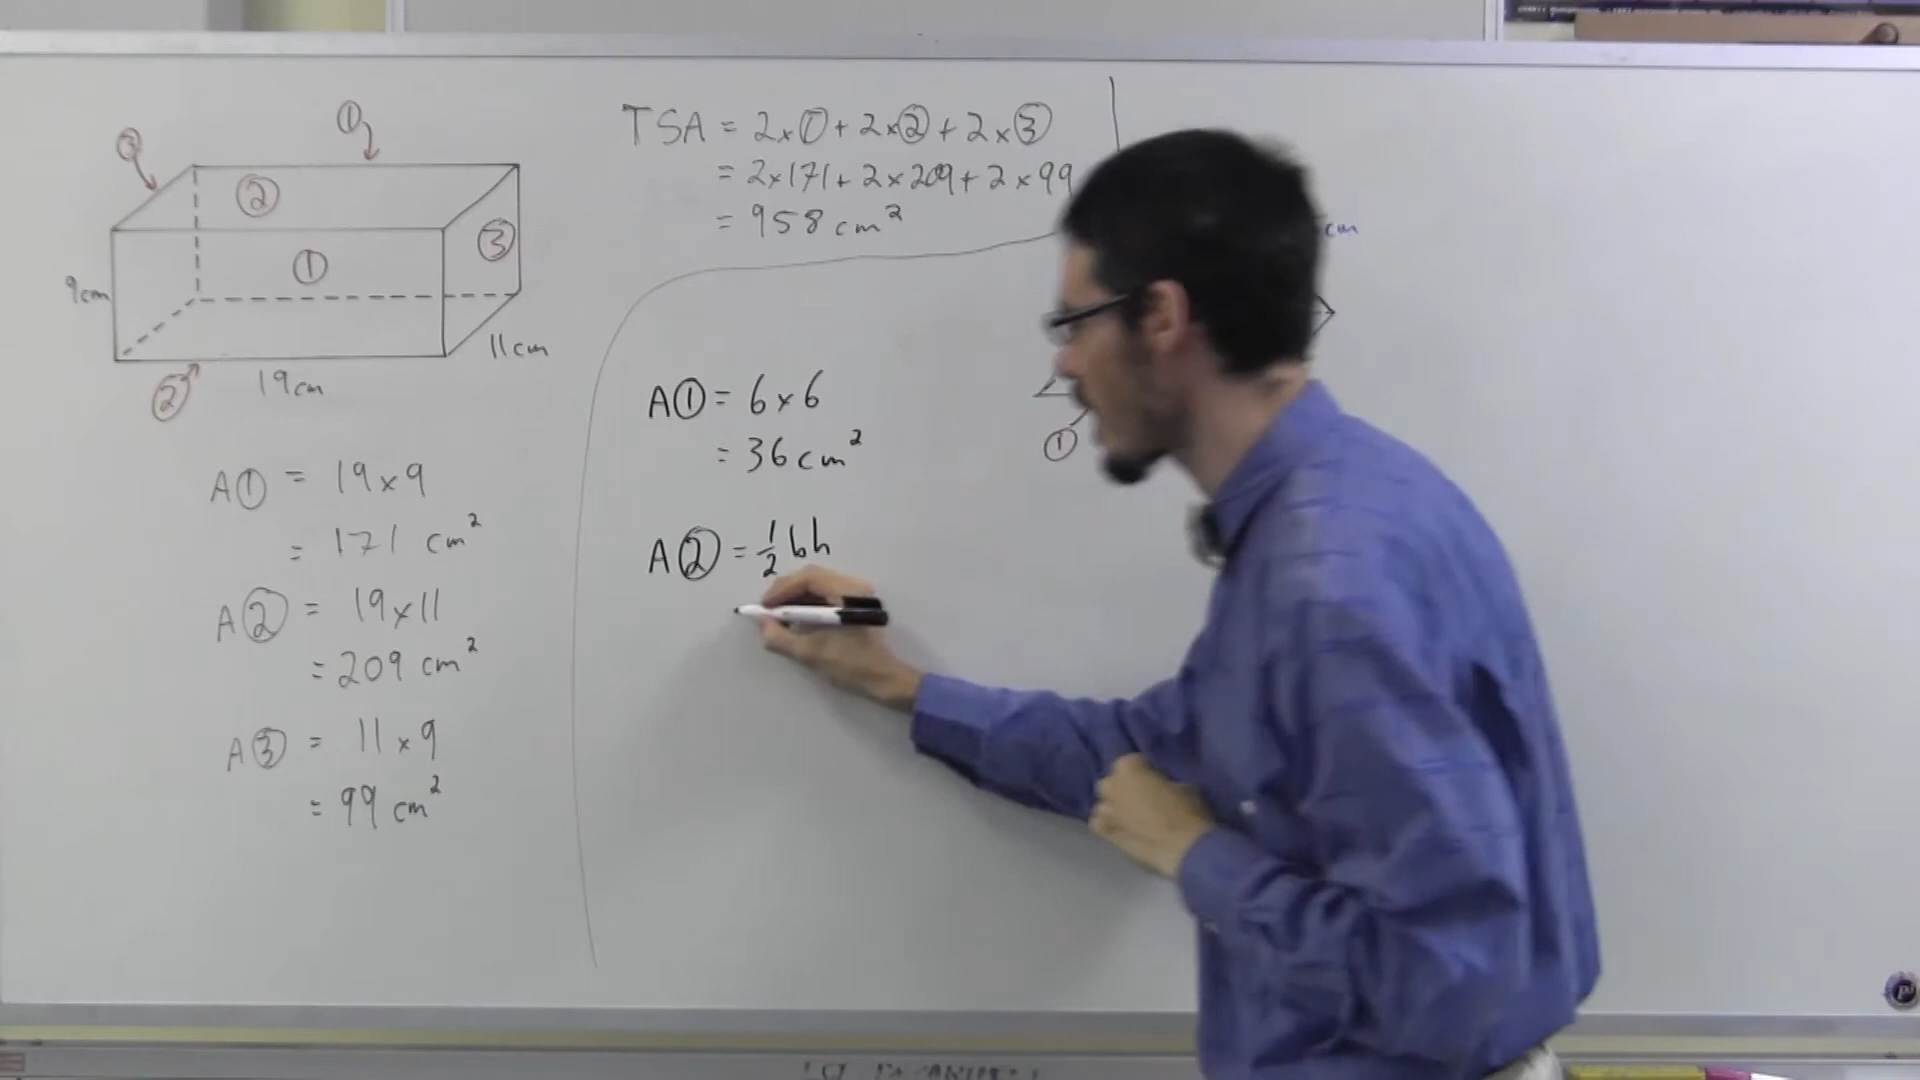 ①
③
②
③
①
9cm
11cm
②
19cm
A① = 19×9
= 171 cm²
A② = 19×11
= 209 cm²
A③ = 11×9
= 99 cm²
TSA = 2×① + 2×② + 2×③
= 2×171 + 2×209 + 2×99
= 958 cm²
A① = 6×6
= 36 cm²
A② = ½bh
cm
①